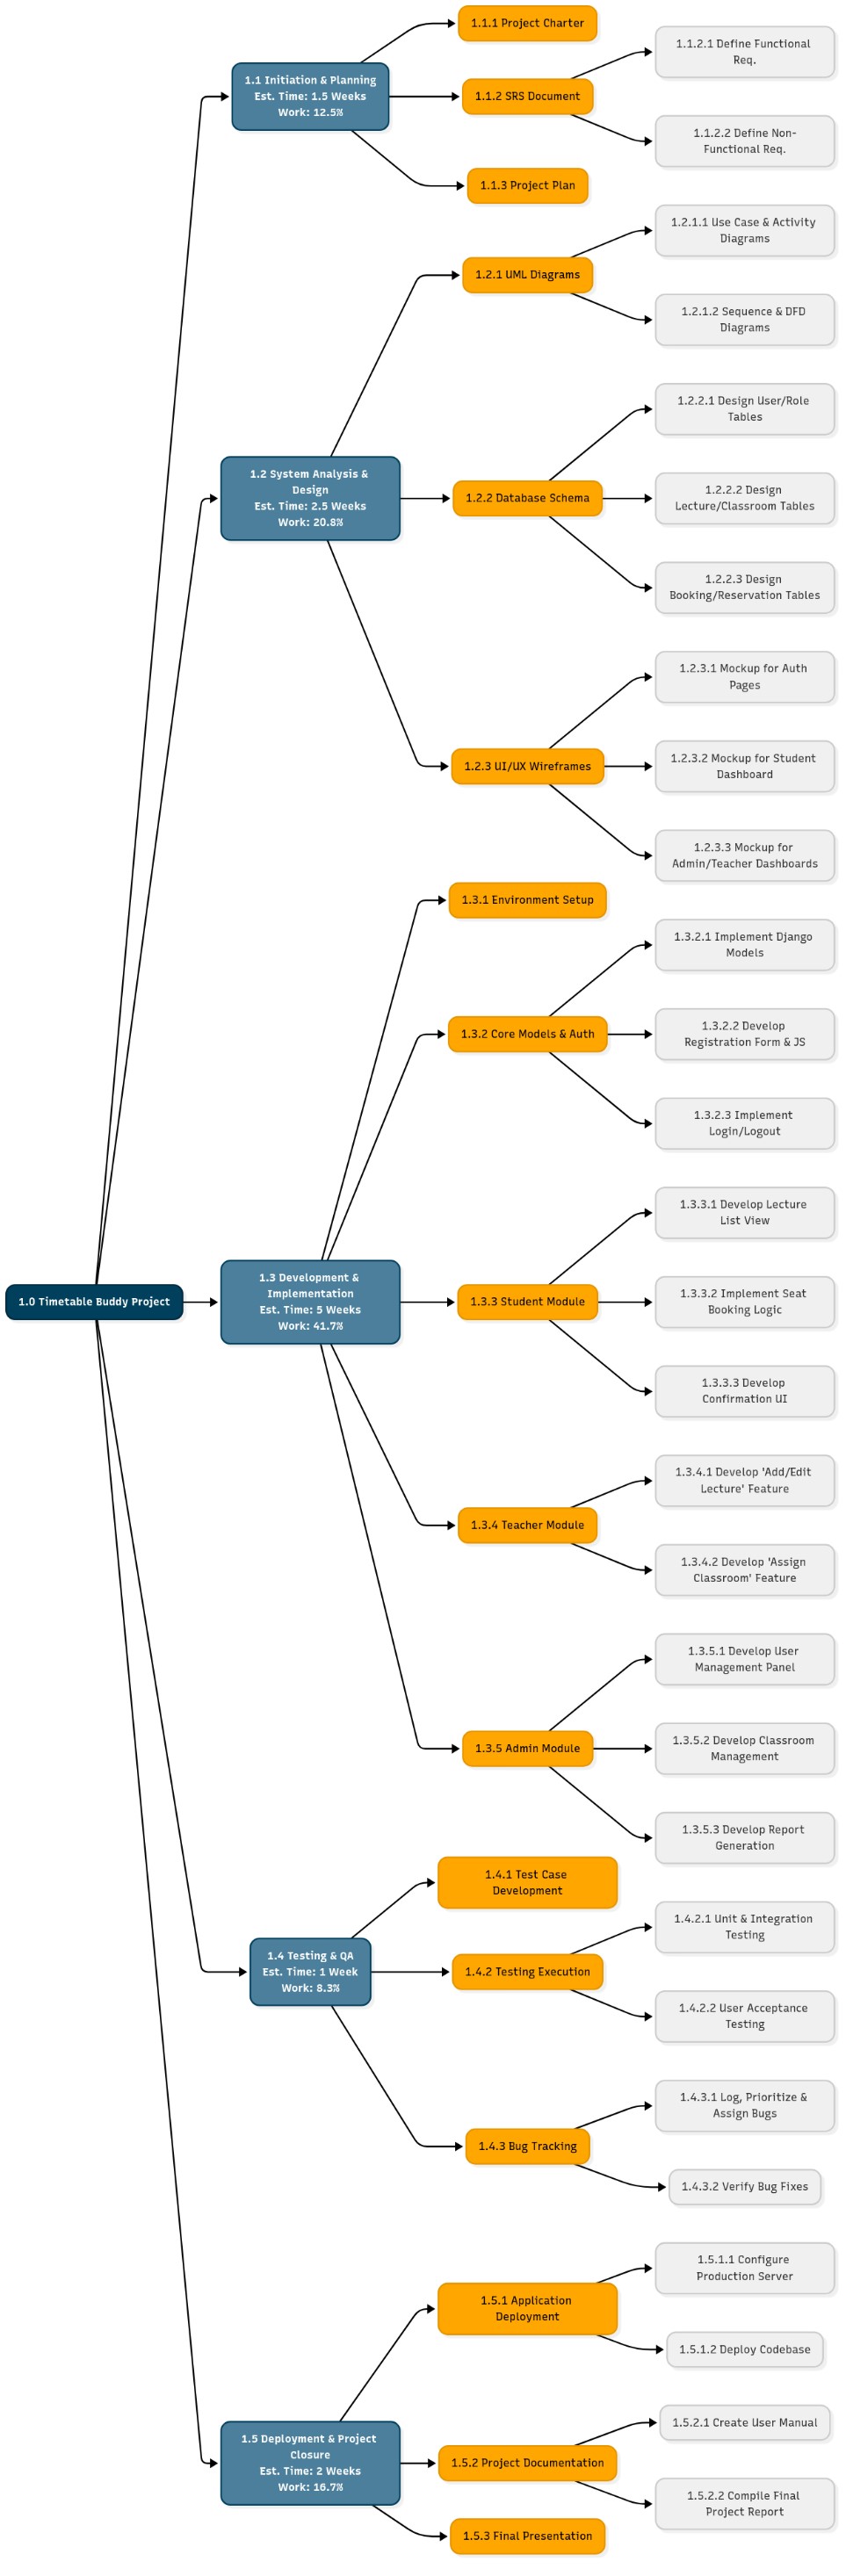 1.0 Timetable Buddy Project
1.1 Initiation & Planning
Est. Time: 1.5 Weeks
Work: 12.5%
1.1.1 Project Charter
1.1.2 SRS Document
1.1.2.1 Define Functional
Req.
1.1.2.2 Define Non-
Functional Req.
1.1.3 Project Plan
1.2 System Analysis &
Design
Est. Time: 2.5 Weeks
Work: 20.8%
1.2.1 UML Diagrams
1.2.1.1 Use Case & Activity
Diagrams
1.2.1.2 Sequence & DFD
Diagrams
1.2.2 Database Schema
1.2.2.1 Design User/Role
Tables
1.2.2.2 Design
Lecture/Classroom Tables
1.2.2.3 Design
Booking/Reservation Tables
1.2.3 UI/UX Wireframes
1.2.3.1 Mockup for Auth
Pages
1.2.3.2 Mockup for Student
Dashboard
1.2.3.3 Mockup for
Admin/Teacher Dashboards
1.3 Development &
Implementation
Est. Time: 5 Weeks
Work: 41.7%
1.3.1 Environment Setup
1.3.2 Core Models & Auth
1.3.2.1 Implement Django
Models
1.3.2.2 Develop
Registration Form & JS
1.3.2.3 Implement
Login/Logout
1.3.3 Student Module
1.3.3.1 Develop Lecture
List View
1.3.3.2 Implement Seat
Booking Logic
1.3.3.3 Develop
Confirmation UI
1.3.4 Teacher Module
1.3.4.1 Develop 'Add/Edit
Lecture' Feature
1.3.4.2 Develop 'Assign
Classroom' Feature
1.3.5 Admin Module
1.3.5.1 Develop User
Management Panel
1.3.5.2 Develop Classroom
Management
1.3.5.3 Develop Report
Generation
1.4 Testing & QA
Est. Time: 1 Week
Work: 8.3%
1.4.1 Test Case
Development
1.4.2 Testing Execution
1.4.2.1 Unit & Integration
Testing
1.4.2.2 User Acceptance
Testing
1.4.3 Bug Tracking
1.4.3.1 Log, Prioritize &
Assign Bugs
1.4.3.2 Verify Bug Fixes
1.5 Deployment & Project
Closure
Est. Time: 2 Weeks
Work: 16.7%
1.5.1 Application
Deployment
1.5.1.1 Configure
Production Server
1.5.1.2 Deploy Codebase
1.5.2 Project Documentation
1.5.2.1 Create User Manual
1.5.2.2 Compile Final
Project Report
1.5.3 Final Presentation